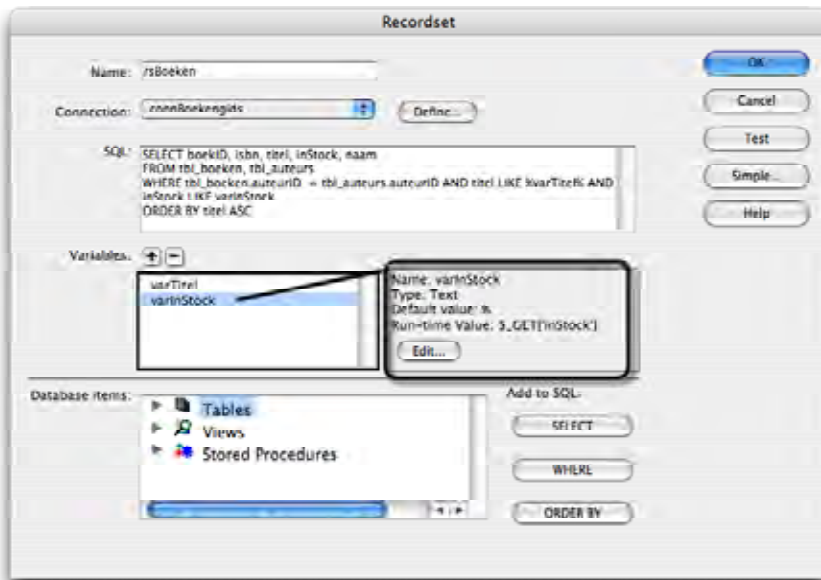 Recordset
Name: rsBoeken
OK
Connection: connBoekengids
Define...
Cancel
Test
SQL: SELECT boekID, isbn, titel, inStock, naam
FROM tbl_boeken, tbl_auteurs
WHERE tbl_boeken.auteurID = tbl_auteurs.auteurID AND titel LIKE %varTitel% AND
inStock LIKE varInStock
ORDER BY titel ASC
Simple...
Help
Variables:
varTitel
varInStock
Name: varInStock
Type: Text
Default value: %
Run-time Value: $_GET['inStock']
Edit...
Database items:
Tables
Views
Stored Procedures
Add to SQL:
SELECT
WHERE
ORDER BY